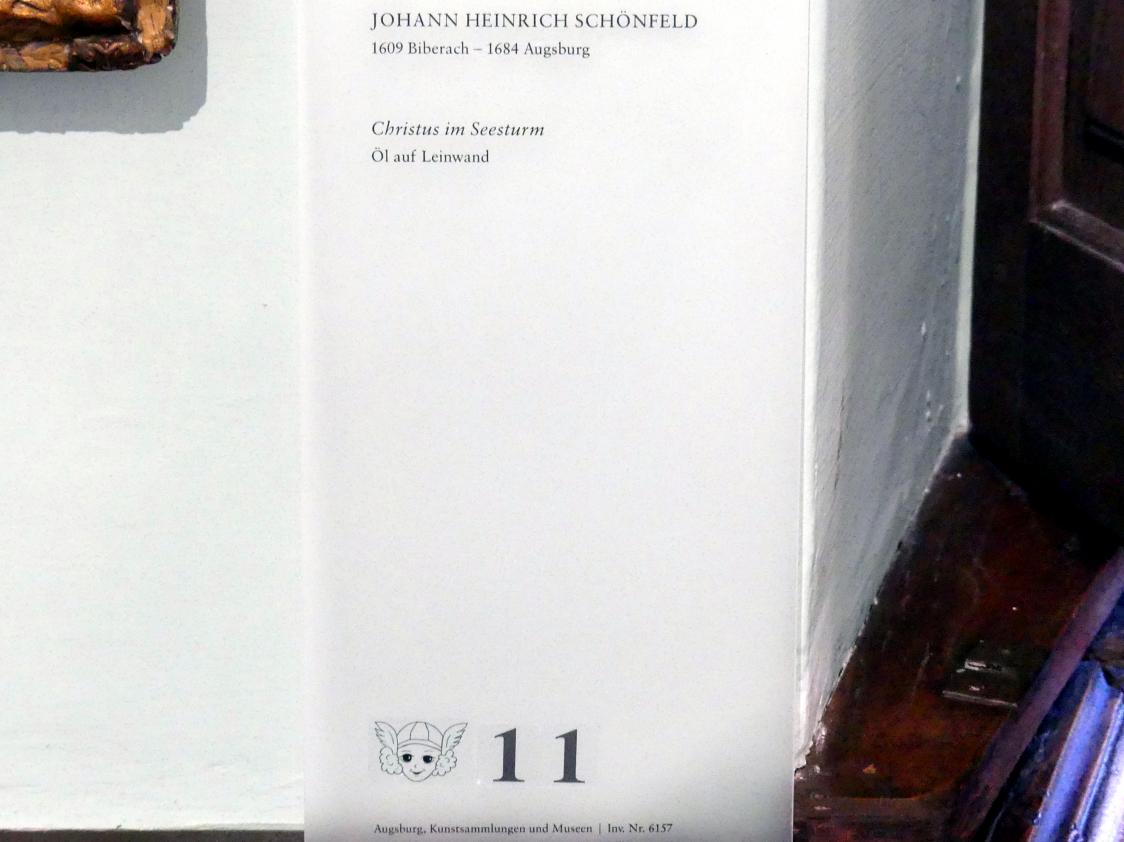 JOHANN HEINRICH SCHÖNFELD
1609 Biberach – 1684 Augsburg
Christus im Seesturm
Öl auf Leinwand
11
Augsburg, Kunstsammlungen und Museen | Inv. Nr. 6157